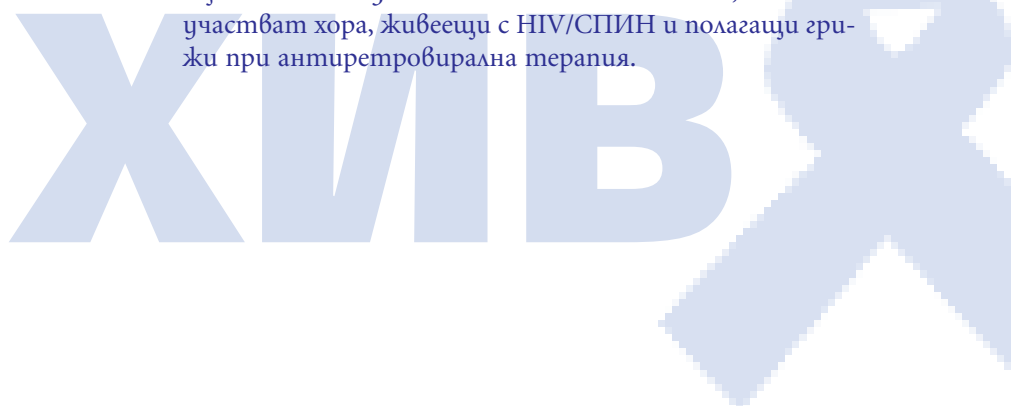 участват хора, живеещи с HIV/СПИН и полагащи гри-
жи при антиретровирална терапия.
ХИВ